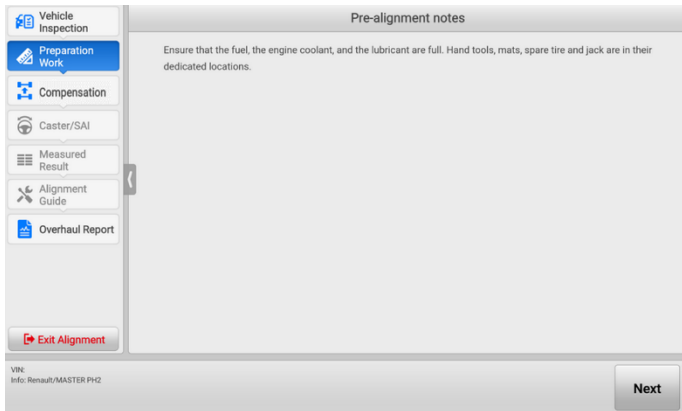 Vehicle
Inspection
Pre-alignment notes
Preparation
Work
Ensure that the fuel, the engine coolant, and the lubricant are full. Hand tools, mats, spare tire and jack are in their
dedicated locations.
Compensation
Caster/SAI
Measured
Result
Alignment
Guide
Overhaul Report
Exit Alignment
VIN:
Info: Renault/MASTER PH2
Next